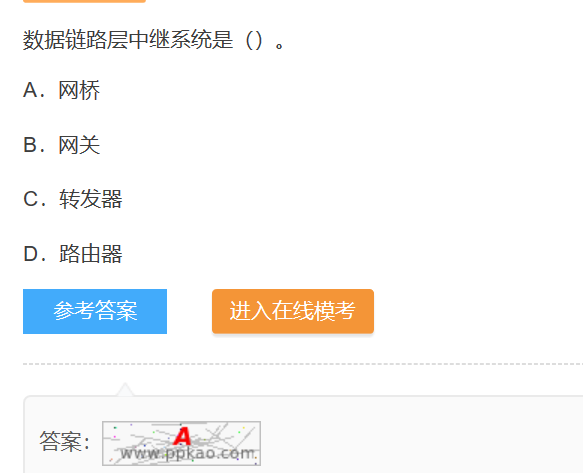 数据链路层中继系统是（）。
A．网桥
B．网关
C．转发器
D．路由器
参考答案 进入在线模考
答案： A
www.ppkao.com